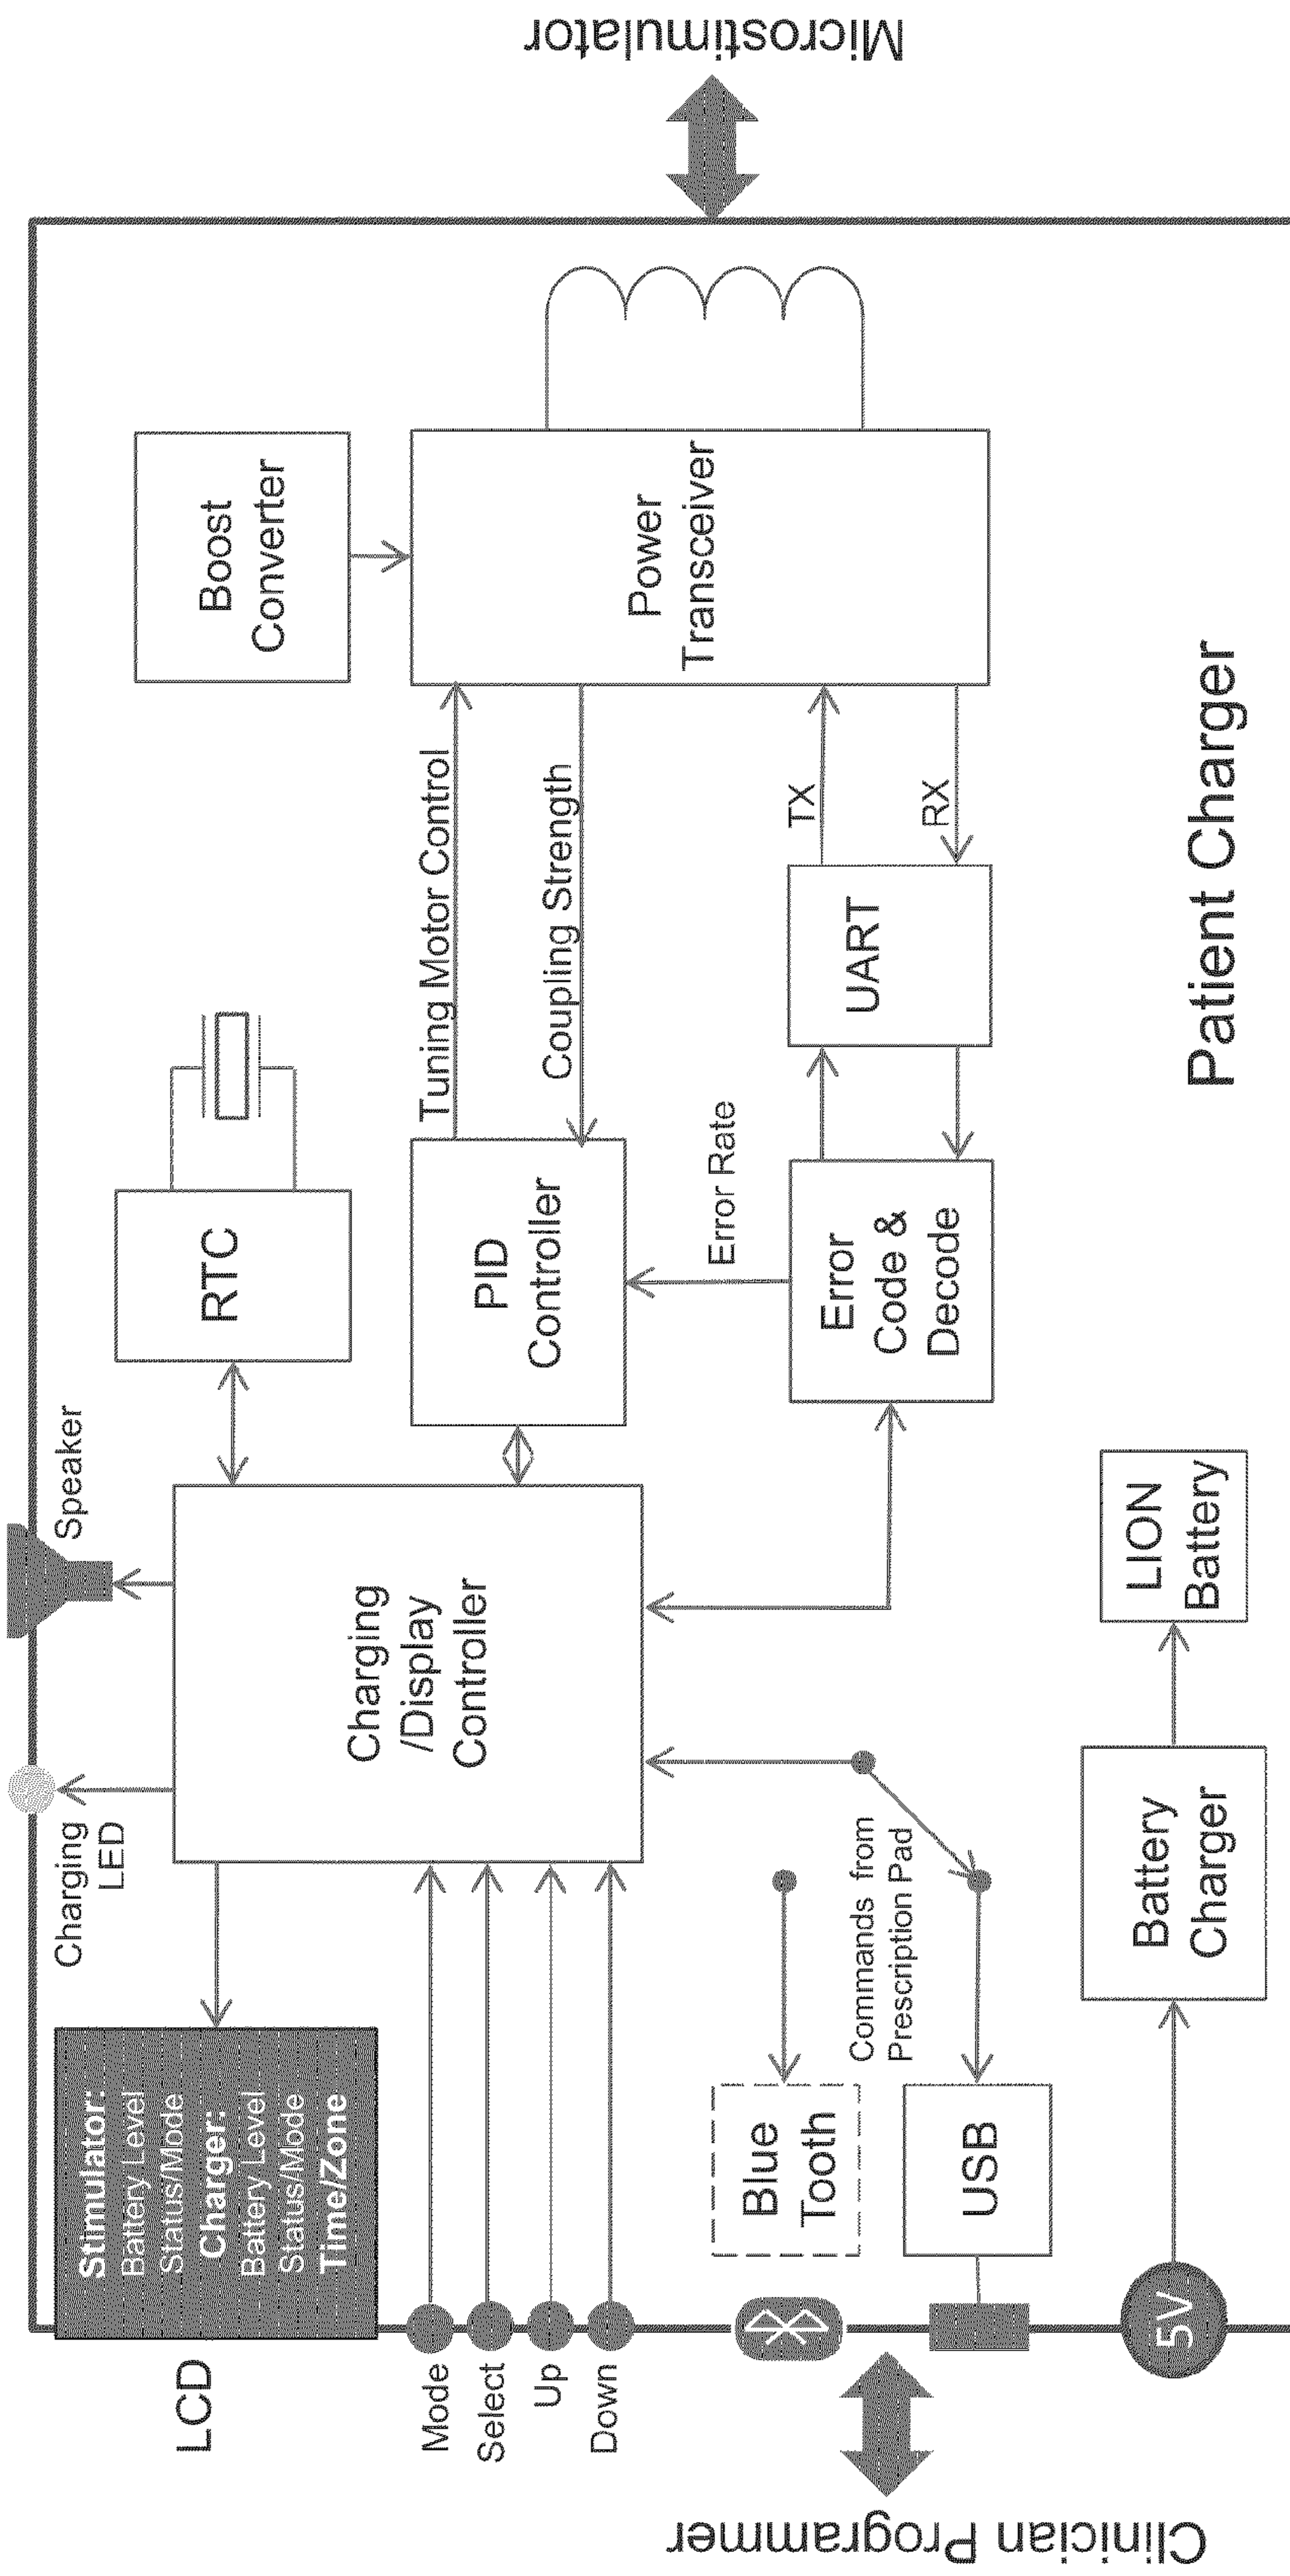 LCD
Stimulator:
Battery Level
Status/Mode
Charger:
Battery Level
Status/Mode
Time/Zone
Charging
LED
Speaker
Mode
Select
Up
Down
Charging
/Display
Controller
RTC
PID
Controller
Tuning Motor Control
Coupling Strength
Boost
Converter
Power
Transceiver
Microstimulator
Error Rate
Error
Code &
Decode
UART
TX
RX
Clinician Programmer
Blue
Tooth
Commands from
Prescription Pad
USB
5V
Battery
Charger
LION
Battery
Patient Charger